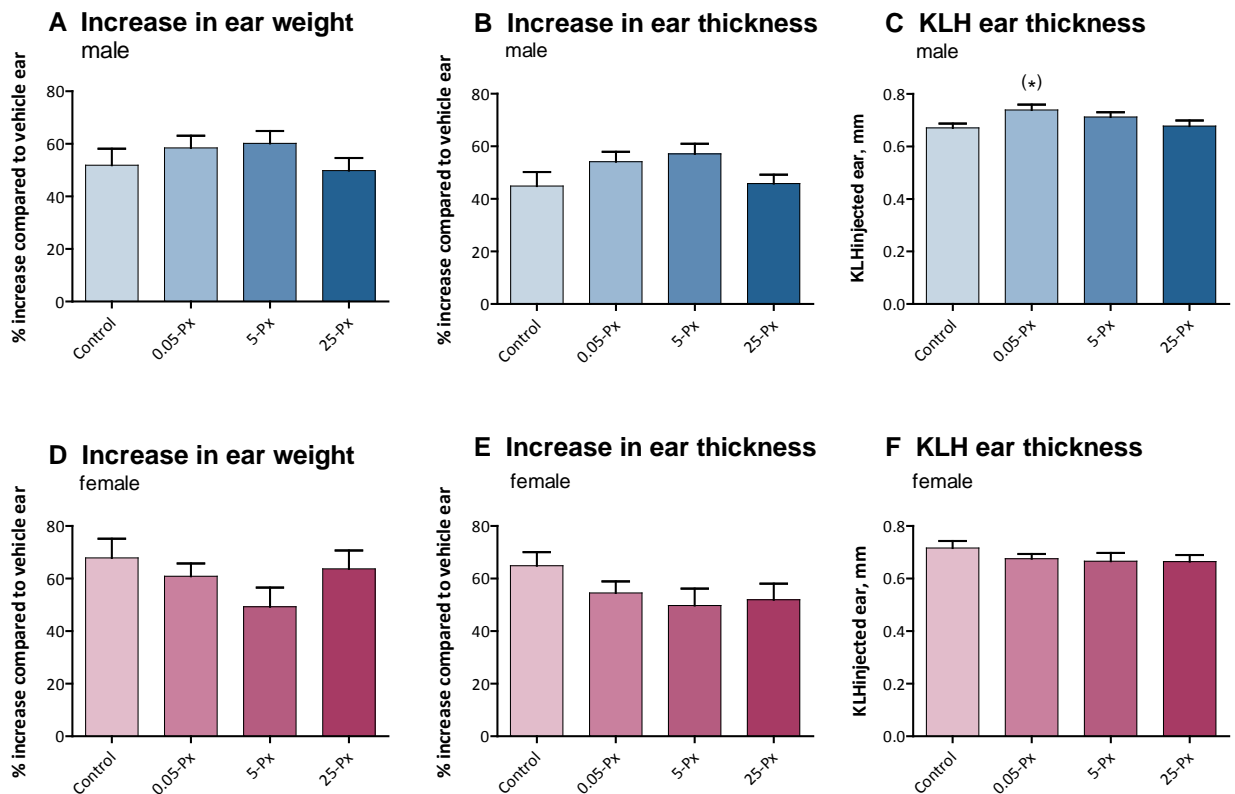 A Increase in ear weight
male
% increase compared to vehicle ear
80
60
40
20
0
Control
0.05-Px
5-Px
25-Px
B Increase in ear thickness
male
% increase compared to vehicle ear
80
60
40
20
0
Control
0.05-Px
5-Px
25-Px
C KLH ear thickness
male
KLHinjected ear, mm
(*)
0.8
0.6
0.4
0.2
0.0
Control
0.05-Px
5-Px
25-Px
D Increase in ear weight
female
% increase compared to vehicle ear
80
60
40
20
0
Control
0.05-Px
5-Px
25-Px
E Increase in ear thickness
female
% increase compared to vehicle ear
80
60
40
20
0
Control
0.05-Px
5-Px
25-Px
F KLH ear thickness
female
KLHinjected ear, mm
0.8
0.6
0.4
0.2
0.0
Control
0.05-Px
5-Px
25-Px